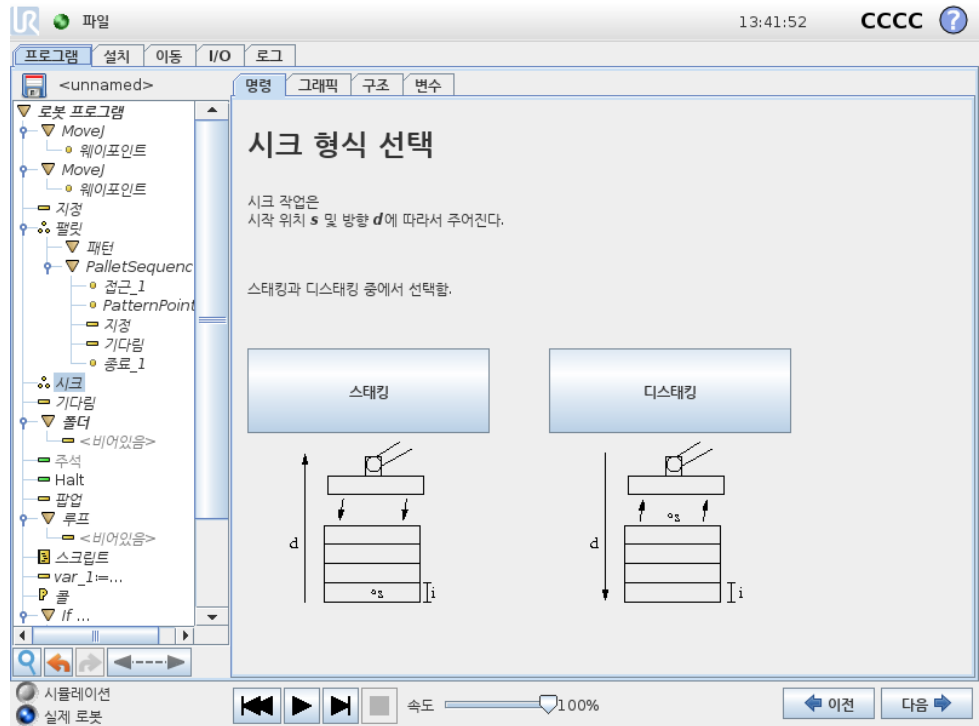 UR 파일 13:41:52 CCCC ?
프로그램 설치 이동 I/O 로그
<unnamed>
명령 그래픽 구조 변수
로봇 프로그램
MoveJ
웨이포인트
MoveJ
웨이포인트
지정
팰릿
패턴
PalletSequenc
접근_1
PatternPoint
지정
기다림
종료_1
시크
기다림
폴더
<비어있음>
주석
Halt
팝업
루프
<비어있음>
스크립트
var_1:=...
콜
If ...
시크 형식 선택
시크 작업은
시작 위치 s 및 방향 d에 따라서 주어진다.
스태킹과 디스태킹 중에서 선택함.
스태킹
디스태킹
d
s
i
d
s
i
시뮬레이션
실제 로봇
속도 100%
이전 다음